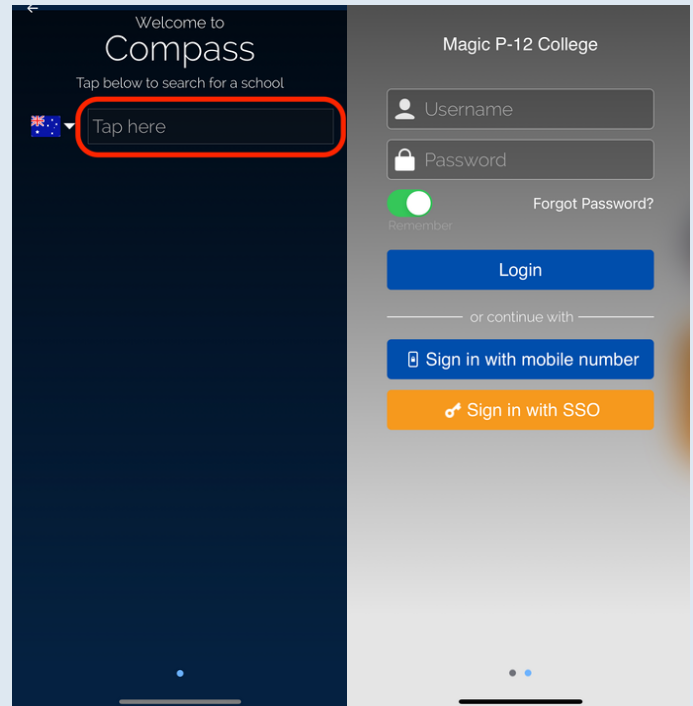 Welcome to
Compass
Tap below to search for a school
Tap here
Magic P-12 College
Username
Password
Remember
Forgot Password?
Login
or continue with
Sign in with mobile number
Sign in with SSO